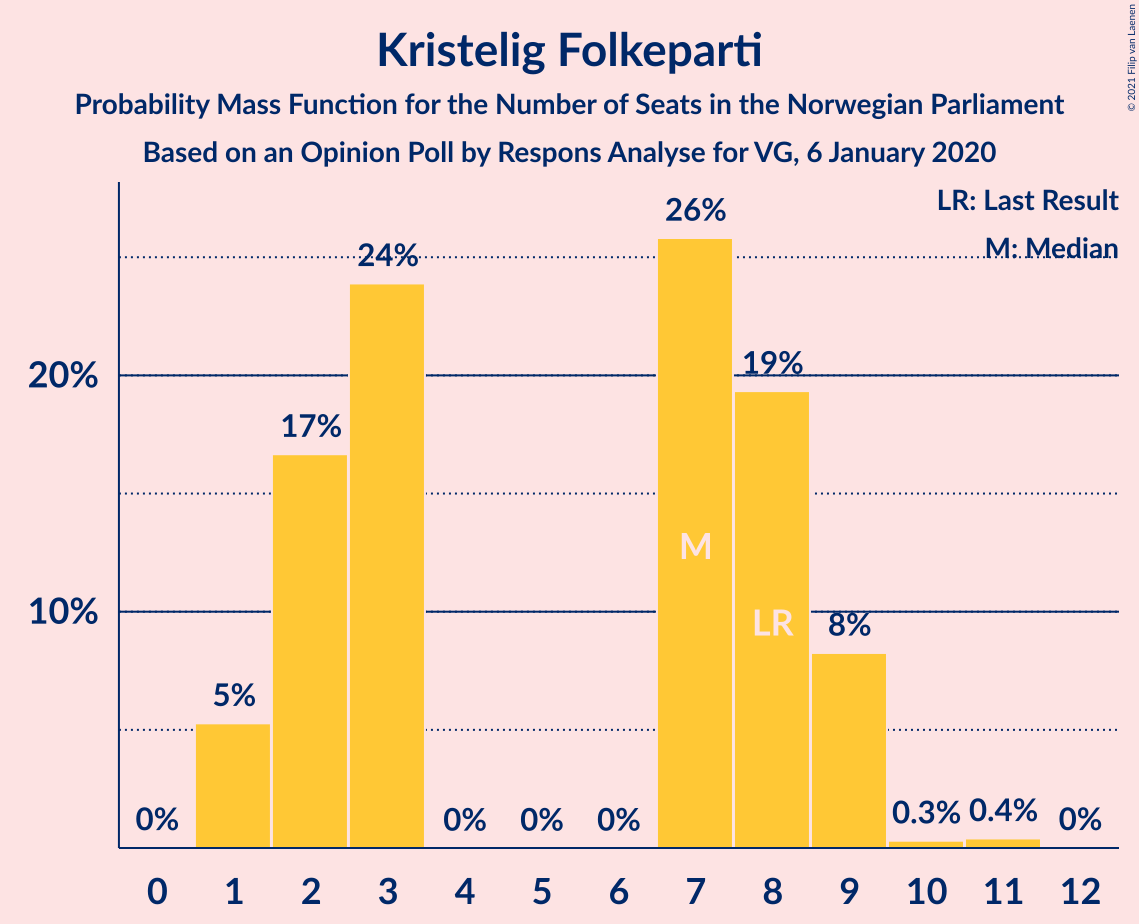 Kristelig Folkeparti
Probability Mass Function for the Number of Seats in the Norwegian Parliament
Based on an Opinion Poll by Respons Analyse for VG, 6 January 2020
© 2021 Filip van Laenen
LR: Last Result
M: Median
26%
24%
20%
19%
17%
M
10%
LR
8%
5%
0%
0%
0%
0%
0.3%
0.4%
0%
0 1 2 3 4 5 6 7 8 9 10 11 12